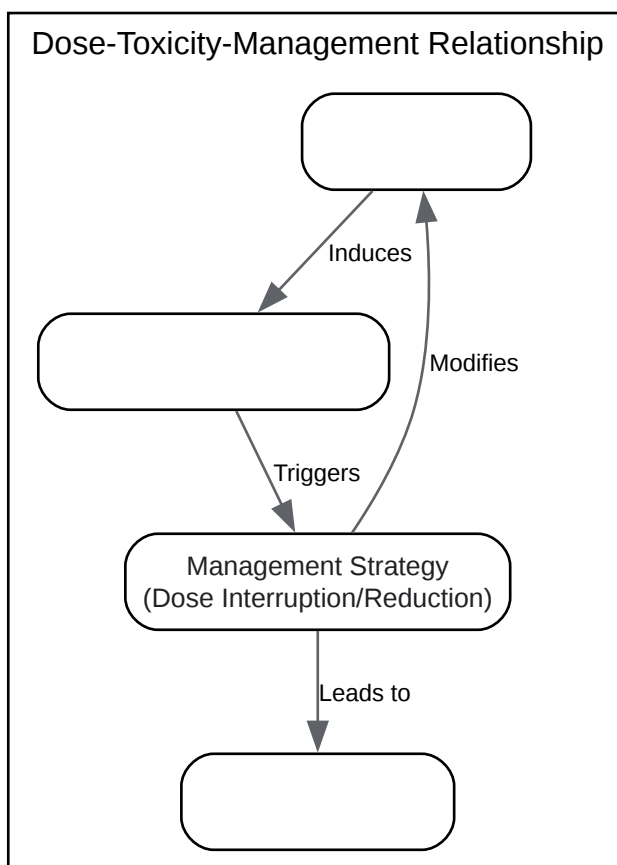 Dose-Toxicity-Management Relationship
Induces
Modifies
Triggers
Management Strategy
(Dose Interruption/Reduction)
Leads to